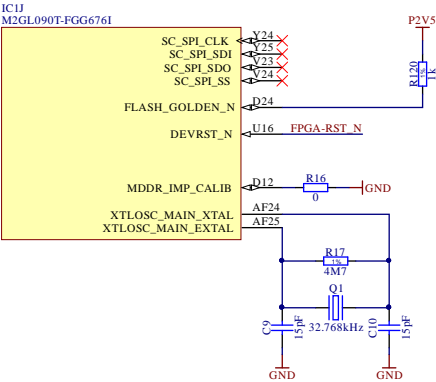 IC1J
M2GL090T-FGG676I
P2V5
SC_SPI_CLK Y24
SC_SPI_SDI Y25
SC_SPI_SDO V23
SC_SPI_SS V24
R120 1% 1k
FLASH_GOLDEN_N D24
DEVRST_N U16 FPGA-RST_N
MDDR_IMP_CALIB D12 R16 GND
0
XTLOSC_MAIN_XTAL AF24
XTLOSC_MAIN_EXTAL AF25
R17
1%
4M7
Q1
C9 15pF 32.768kHz C10 15pF
GND GND